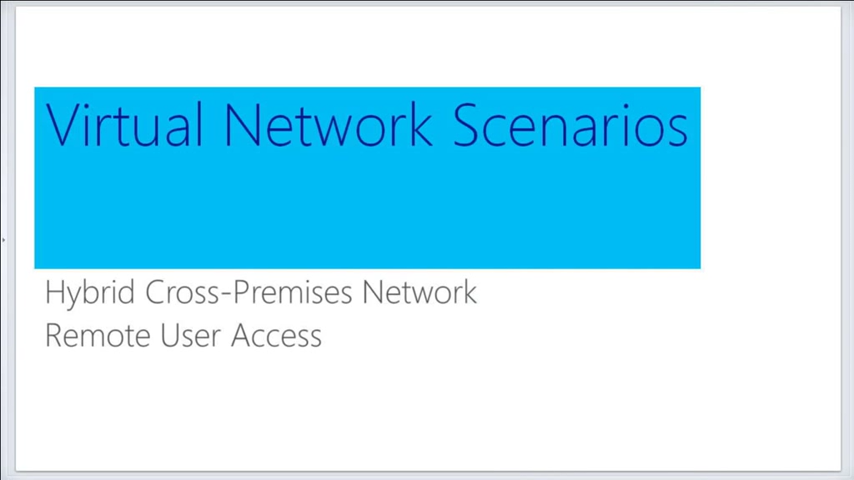 Virtual Network Scenarios
Hybrid Cross-Premises Network
Remote User Access